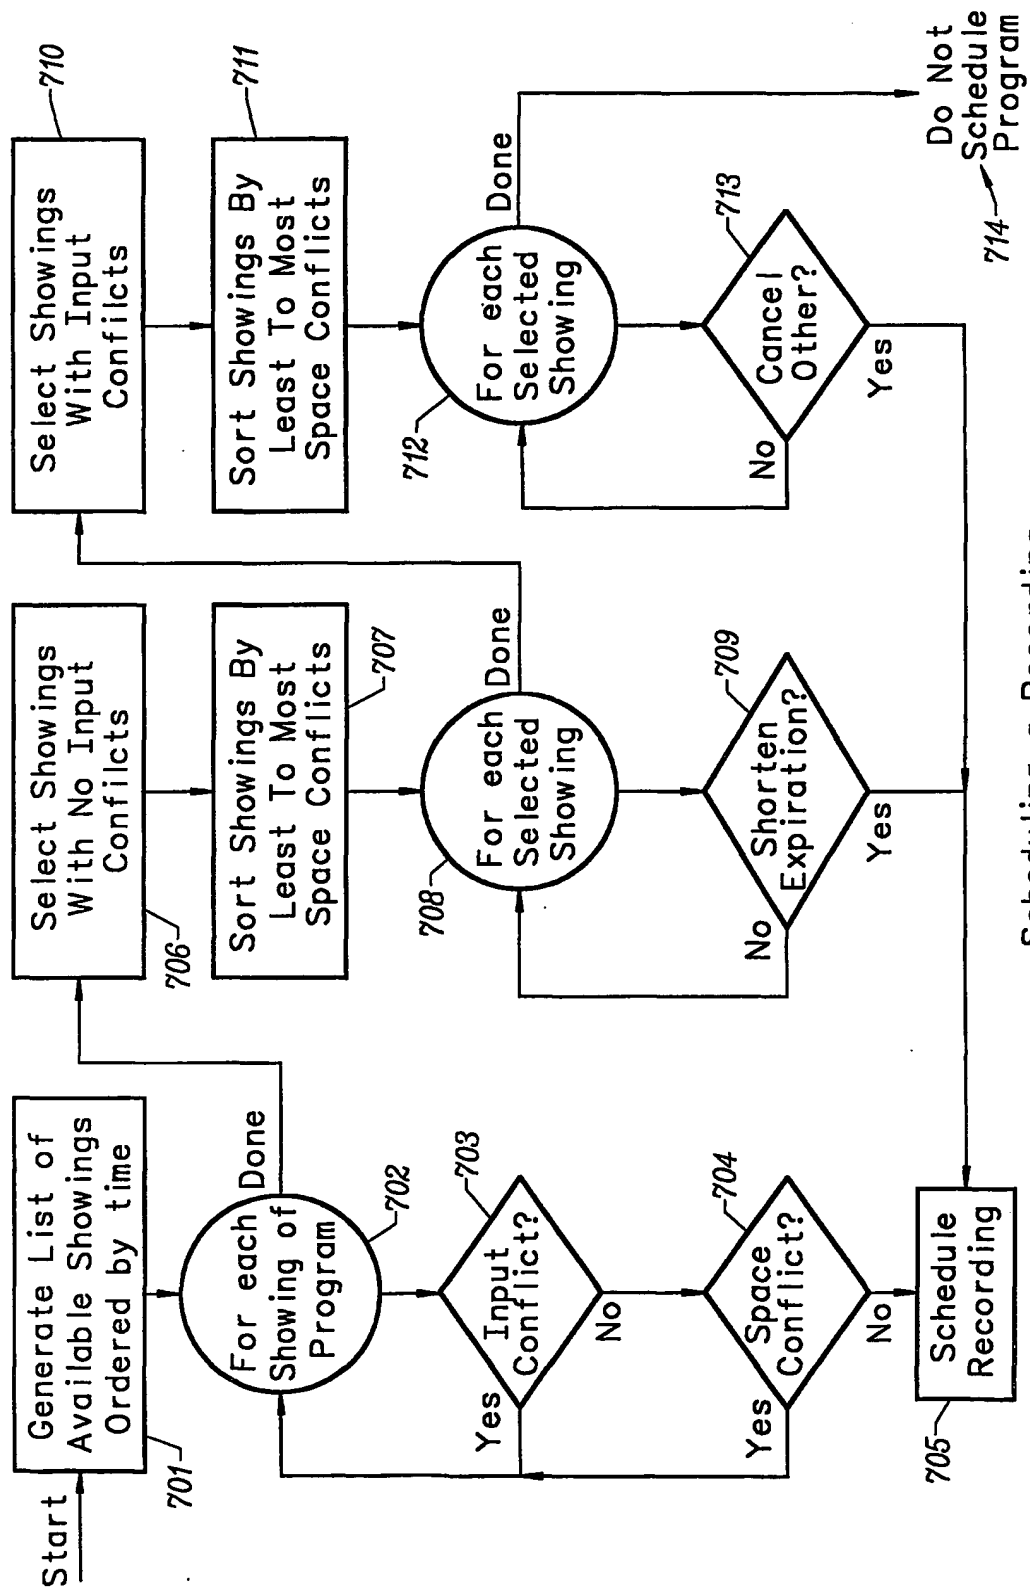 Start
Generate List of
Available Showings
Ordered by time
701
For each
Showing of
Program
702
Done
Input
Conflict?
703
Yes
No
Space
Conflict?
704
Yes
No
Schedule
Recording
705
Select Showings
With No Input
Confilcts
706
Sort Showings By
Least To Most
Space Conflicts
707
For each
Selected
Showing
708
Done
Shorten
Expiration?
709
No
Yes
Select Showings
With Input
Confilcts
710
Sort Showings By
Least To Most
Space Conflicts
711
For each
Selected
Showing
712
Done
Cancel
Other?
713
No
Yes
Do Not
Schedule
Program
714